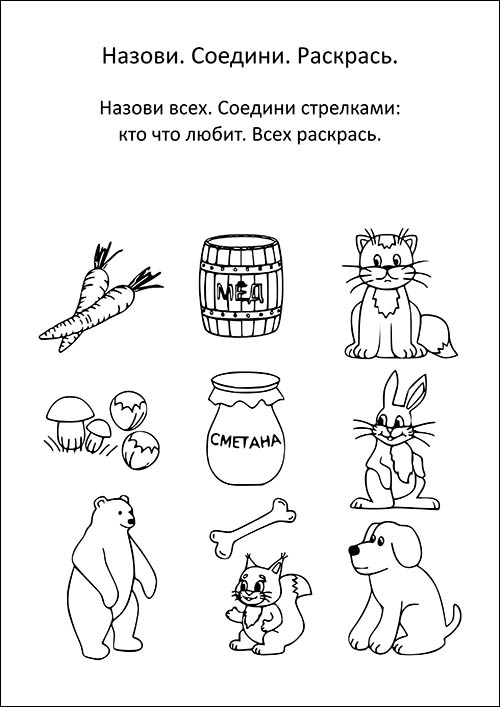 Назови. Соедини. Раскрась.
Назови всех. Соедини стрелками:
кто что любит. Всех раскрась.
МЁД
СМЕТАНА